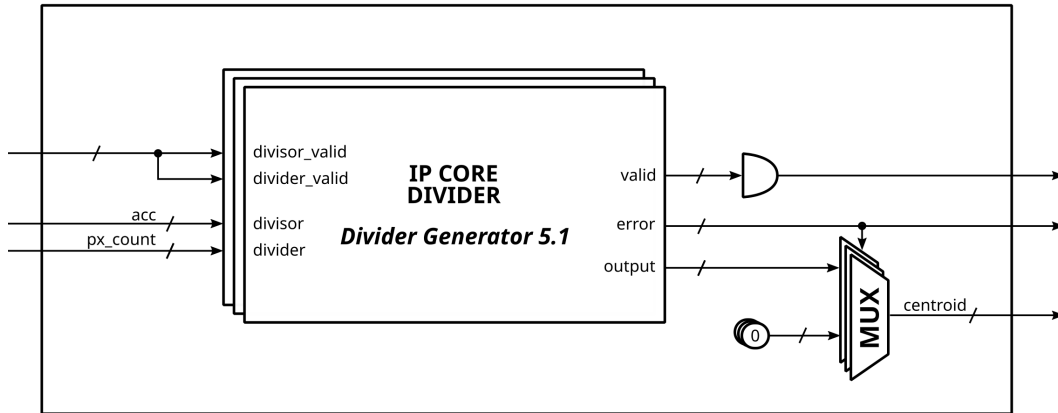 divisor_valid
divider_valid
acc
divisor
px_count
divider
IP CORE
DIVIDER
Divider Generator 5.1
valid
error
output
0
MUX
centroid